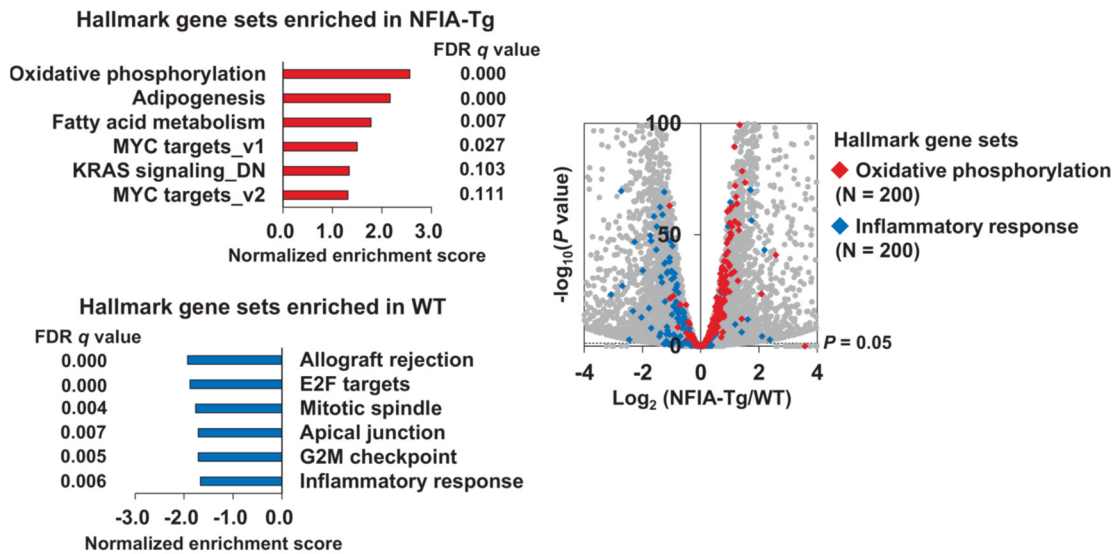 Hallmark gene sets enriched in NFIA-Tg
FDR q value
Oxidative phosphorylation 0.000
Adipogenesis 0.000
Fatty acid metabolism 0.007
MYC targets_v1 0.027
KRAS signaling_DN 0.103
MYC targets_v2 0.111
0.0 1.0 2.0 3.0
Normalized enrichment score
Hallmark gene sets enriched in WT
FDR q value
0.000 Allograft rejection
0.000 E2F targets
0.004 Mitotic spindle
0.007 Apical junction
0.005 G2M checkpoint
0.006 Inflammatory response
-3.0 -2.0 -1.0 0.0
Normalized enrichment score
-log10(P value)
100
50
0
P = 0.05
-4 -2 0 2 4
Log2 (NFIA-Tg/WT)
Hallmark gene sets
Oxidative phosphorylation
(N = 200)
Inflammatory response
(N = 200)